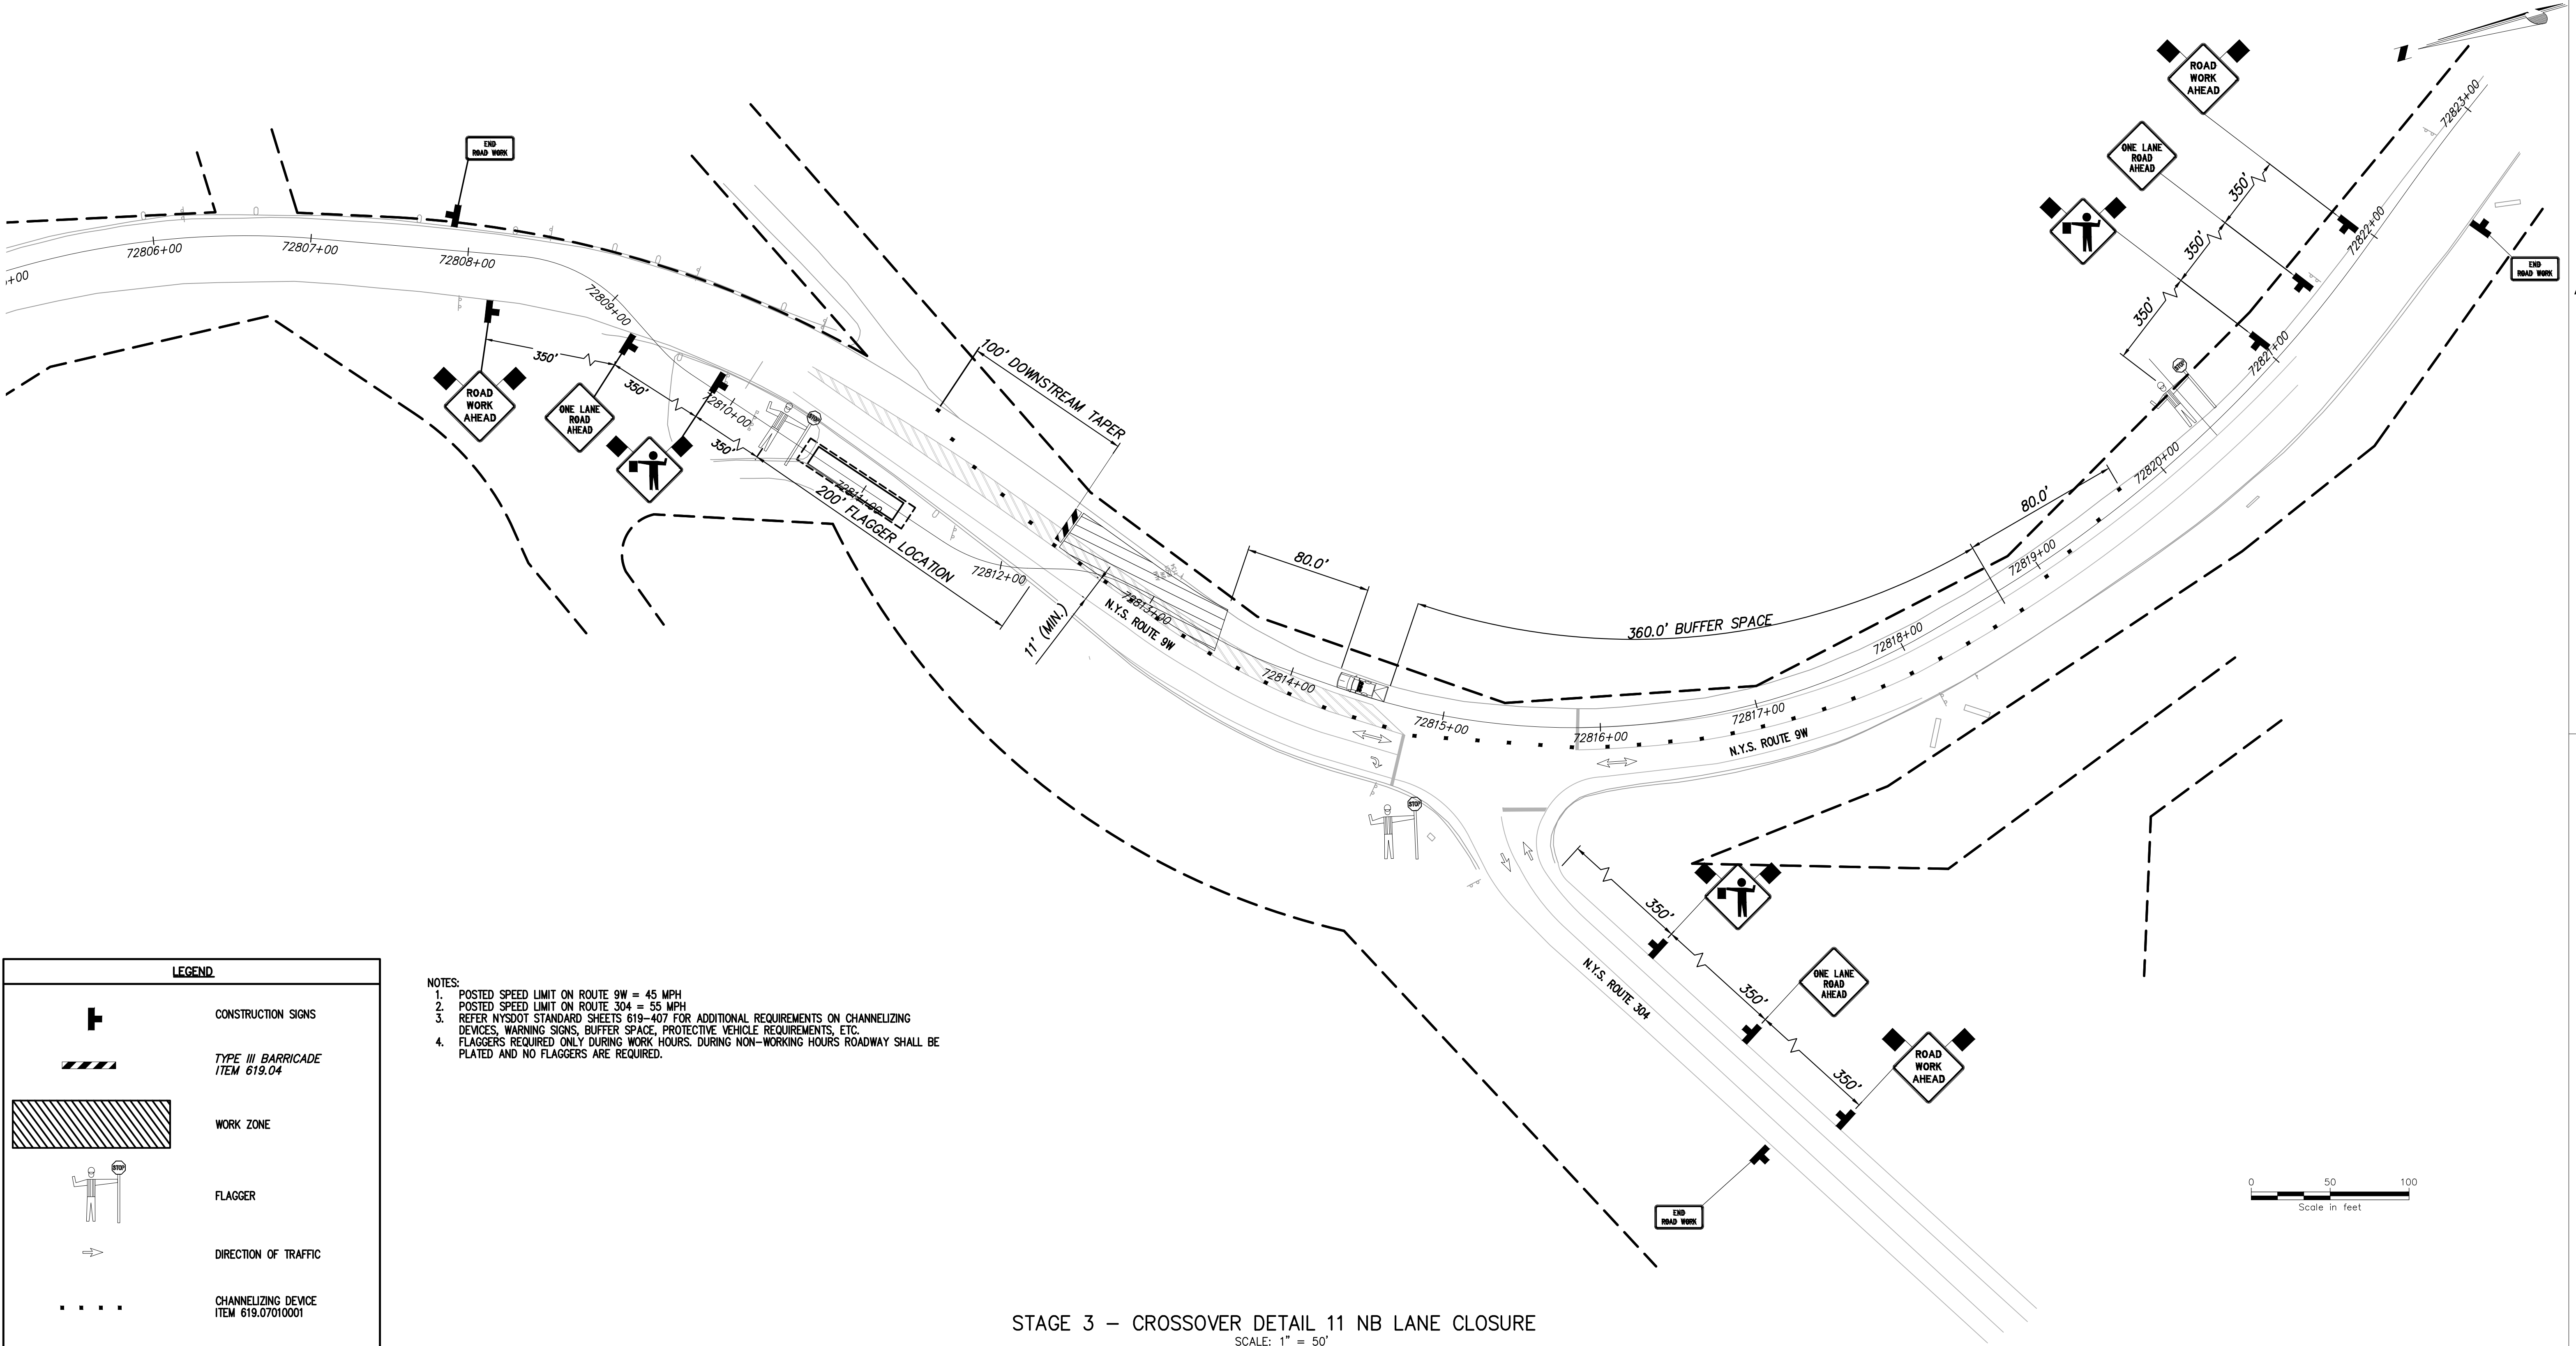 ROAD
WORK
AHEAD
ONE LANE
ROAD
AHEAD
350'
350'
350'
72823+00
72822+00
72821+00
72820+00
72819+00
72818+00
72817+00
72816+00
72815+00
72814+00
72813+00
72812+00
72811+00
72810+00
72809+00
72808+00
72807+00
72806+00
+00
END
ROAD WORK
END
ROAD WORK
STOP
350'
350'
350'
ROAD
WORK
AHEAD
ONE LANE
ROAD
AHEAD
STOP
200' FLAGGER LOCATION
100' DOWNSTREAM TAPER
11' (MIN.)
N.Y.S. ROUTE 9W
80.0'
360.0' BUFFER SPACE
80.0'
N.Y.S. ROUTE 9W
STOP
350'
350'
350'
ONE LANE
ROAD
AHEAD
ROAD
WORK
AHEAD
N.Y.S. ROUTE 304
END
ROAD WORK
LEGEND
CONSTRUCTION SIGNS
TYPE III BARRICADE
ITEM 619.04
WORK ZONE
STOP
FLAGGER
DIRECTION OF TRAFFIC
CHANNELIZING DEVICE
ITEM 619.07010001
NOTES:
1. POSTED SPEED LIMIT ON ROUTE 9W = 45 MPH
2. POSTED SPEED LIMIT ON ROUTE 304 = 55 MPH
3. REFER NYSDOT STANDARD SHEETS 619-407 FOR ADDITIONAL REQUIREMENTS ON CHANNELIZING
DEVICES, WARNING SIGNS, BUFFER SPACE, PROTECTIVE VEHICLE REQUIREMENTS, ETC.
4. FLAGGERS REQUIRED ONLY DURING WORK HOURS. DURING NON-WORKING HOURS ROADWAY SHALL BE
PLATED AND NO FLAGGERS ARE REQUIRED.
0 50 100
Scale in feet
STAGE 3 - CROSSOVER DETAIL 11 NB LANE CLOSURE
SCALE: 1" = 50'